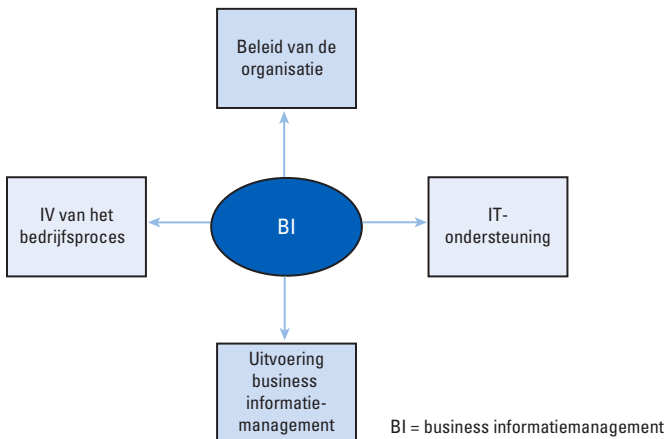 Beleid van de
organisatie
IV van het
bedrijfsproces
BI
IT-
ondersteuning
Uitvoering
business
informatie-
management
BI = business informatiemanagement